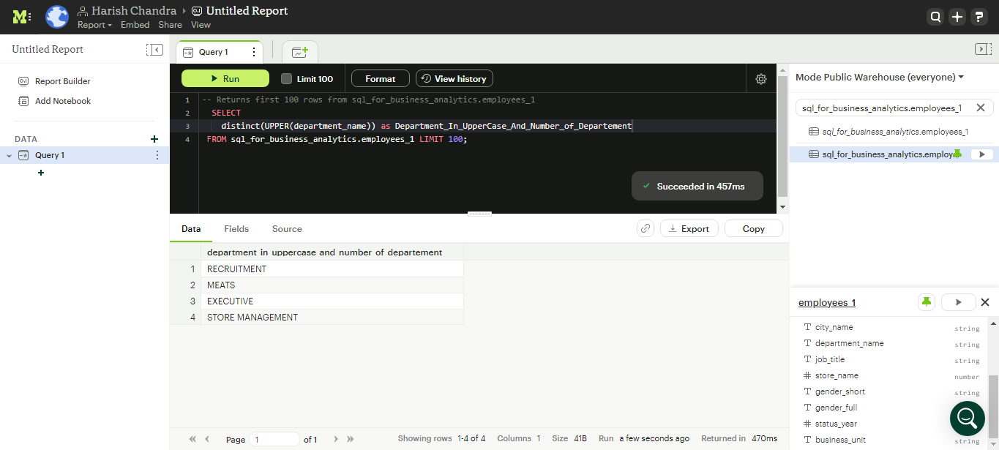 M
Harish Chandra › Untitled Report
Report Embed Share View
Untitled Report
Report Builder
Add Notebook
DATA
Query 1
Query 1
Run
Limit 100
Format
View history
1 -- Returns first 100 rows from sql_for_business_analytics.employees_1
2 SELECT
3 distinct(UPPER(department_name)) as Department_In_UpperCase_And_Number_of_Departement
4 FROM sql_for_business_analytics.employees_1 LIMIT 100;
Succeeded in 457ms
Data Fields Source
Export
Copy
department in uppercase and number of departement
1 RECRUITMENT
2 MEATS
3 EXECUTIVE
4 STORE MANAGEMENT
Page 1 of 1
Showing rows 1-4 of 4 Columns 1 Size 41B Run a few seconds ago Returned in 470ms
Mode Public Warehouse (everyone)
sql_for_business_analytics.employees_1
sql_for_business_analytics.employees_1
sql_for_business_analytics.employ
employees_1
city_name string
department_name string
job_title string
store_name number
gender_short string
gender_full
status_year
business_unit string